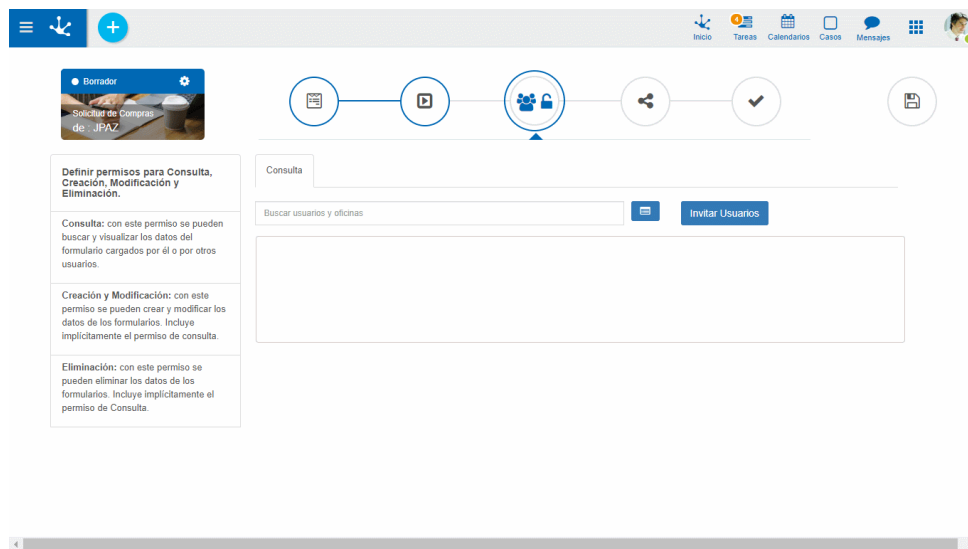 Inicio
4
Tareas
Calendarios
Casos
Mensajes
Borrador
Solicitud de Compras
de : JPAZ
Definir permisos para Consulta,
Creación, Modificación y
Eliminación.
Consulta: con este permiso se pueden
buscar y visualizar los datos del
formulario cargados por él o por otros
usuarios.
Creación y Modificación: con este
permiso se pueden crear y modificar los
datos de los formularios. Incluye
implícitamente el permiso de consulta.
Eliminación: con este permiso se
pueden eliminar los datos de los
formularios. Incluye implícitamente el
permiso de Consulta.
Consulta
Buscar usuarios y oficinas
Invitar Usuarios